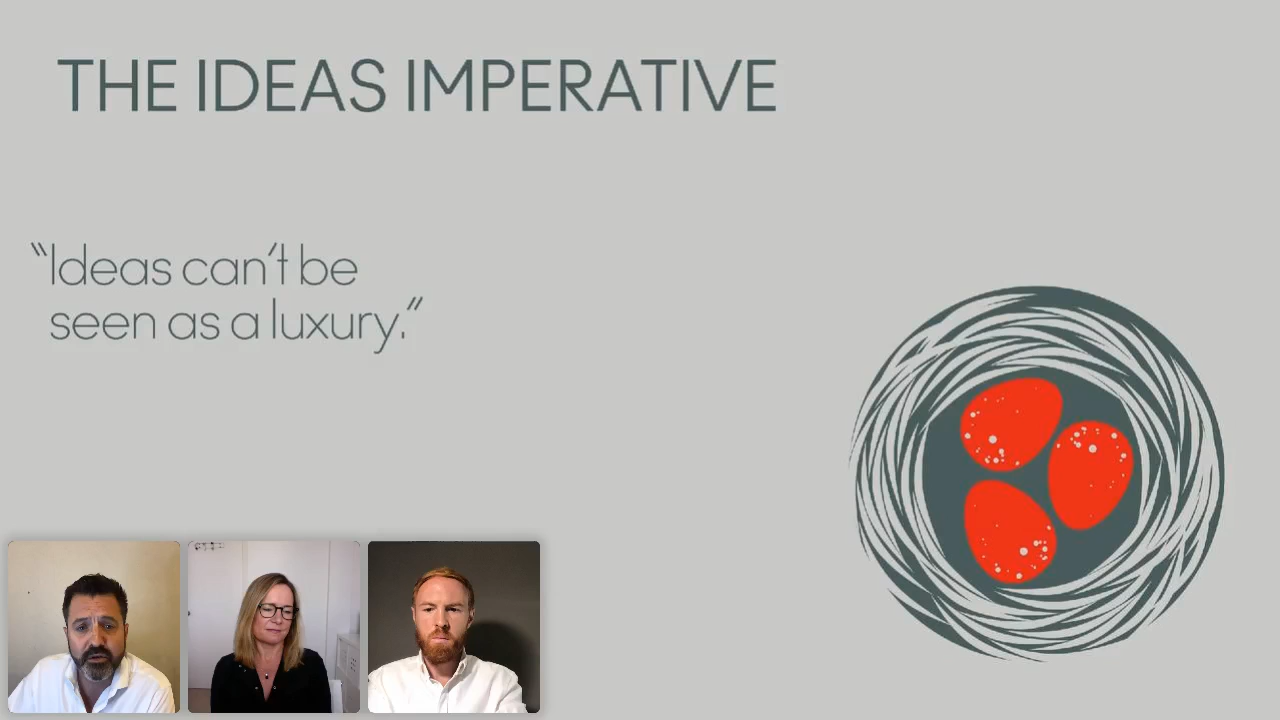 THE IDEAS IMPERATIVE
“Ideas can’t be
seen as a luxury.”